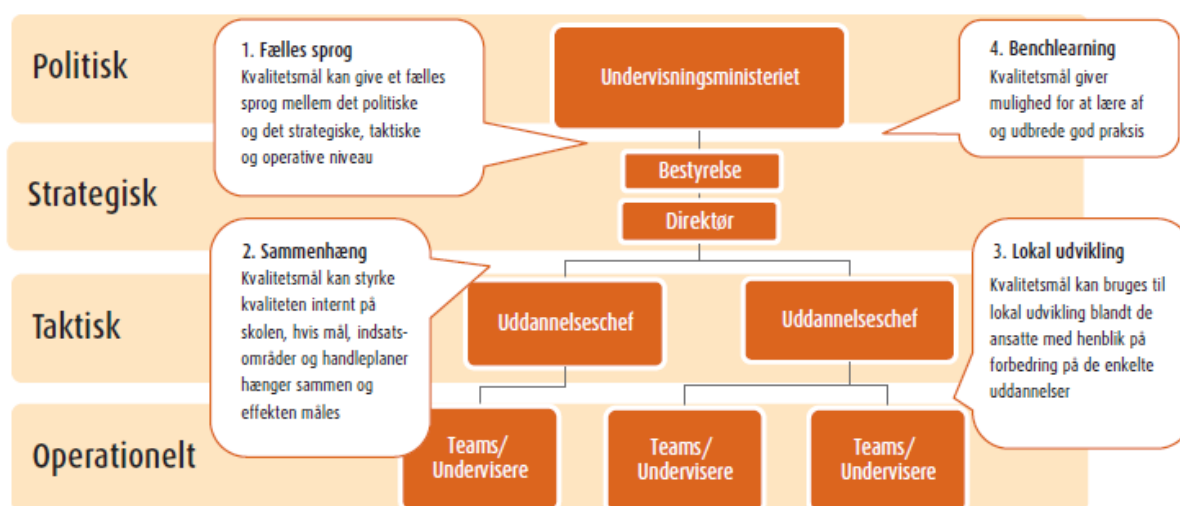 Politisk
1. Fælles sprog
Kvalitetsmål kan give et fælles
sprog mellem det politiske
og det strategiske, taktiske
og operative niveau
Undervisningsministeriet
4. Benchlearning
Kvalitetsmål giver
mulighed for at lære af
og udbrede god praksis
Strategisk
Bestyrelse
Direktør
2. Sammenhæng
Kvalitetsmål kan styrke
kvaliteten internt på
skolen, hvis mål, indsats-
områder og handleplaner
hænger sammen og
effekten måles
3. Lokal udvikling
Kvalitetsmål kan bruges til
lokal udvikling blandt de
ansatte med henblik på
forbedring på de enkelte
uddannelser
Taktisk
Uddannelseschef
Uddannelseschef
Operationelt
Teams/
Undervisere
Teams/
Undervisere
Teams/
Undervisere